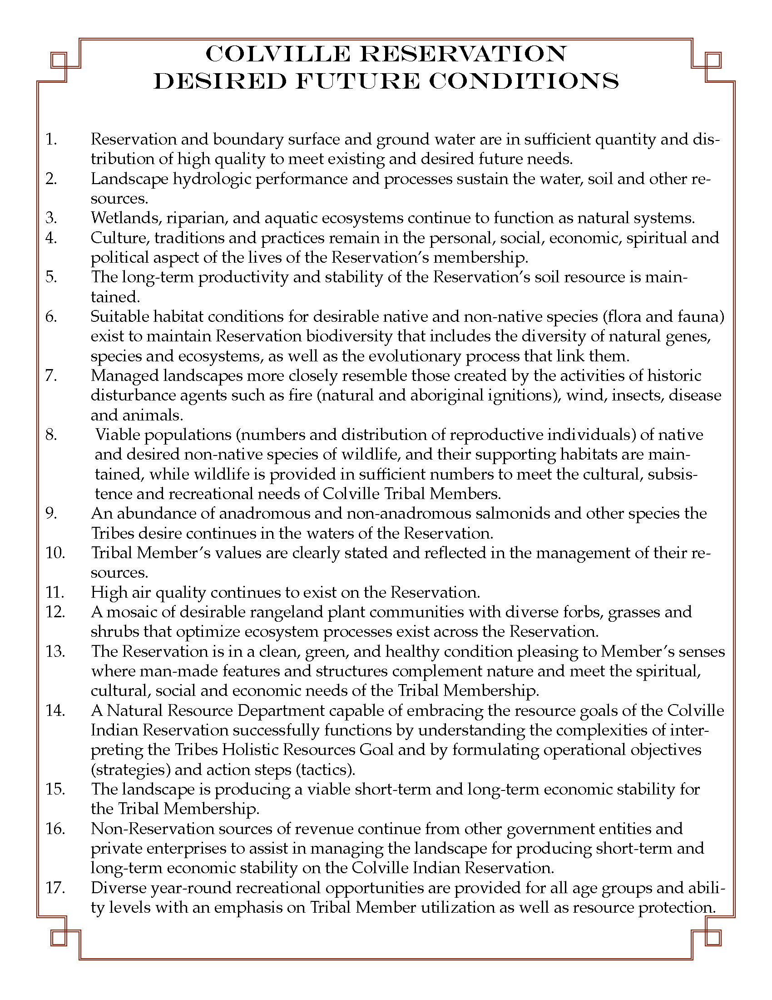 COLVILLE RESERVATION
DESIRED FUTURE CONDITIONS
1. Reservation and boundary surface and ground water are in sufficient quantity and dis-
tribution of high quality to meet existing and desired future needs.
2. Landscape hydrologic performance and processes sustain the water, soil and other re-
sources.
3. Wetlands, riparian, and aquatic ecosystems continue to function as natural systems.
4. Culture, traditions and practices remain in the personal, social, economic, spiritual and
political aspect of the lives of the Reservation's membership.
5. The long-term productivity and stability of the Reservation's soil resource is main-
tained.
6. Suitable habitat conditions for desirable native and non-native species (flora and fauna)
exist to maintain Reservation biodiversity that includes the diversity of natural genes,
species and ecosystems, as well as the evolutionary process that link them.
7. Managed landscapes more closely resemble those created by the activities of historic
disturbance agents such as fire (natural and aboriginal ignitions), wind, insects, disease
and animals.
8. Viable populations (numbers and distribution of reproductive individuals) of native
and desired non-native species of wildlife, and their supporting habitats are main-
tained, while wildlife is provided in sufficient numbers to meet the cultural, subsis-
tence and recreational needs of Colville Tribal Members.
9. An abundance of anadromous and non-anadromous salmonids and other species the
Tribes desire continues in the waters of the Reservation.
10. Tribal Member's values are clearly stated and reflected in the management of their re-
sources.
11. High air quality continues to exist on the Reservation.
12. A mosaic of desirable rangeland plant communities with diverse forbs, grasses and
shrubs that optimize ecosystem processes exist across the Reservation.
13. The Reservation is in a clean, green, and healthy condition pleasing to Member's senses
where man-made features and structures complement nature and meet the spiritual,
cultural, social and economic needs of the Tribal Membership.
14. A Natural Resource Department capable of embracing the resource goals of the Colville
Indian Reservation successfully functions by understanding the complexities of inter-
preting the Tribes Holistic Resources Goal and by formulating operational objectives
(strategies) and action steps (tactics).
15. The landscape is producing a viable short-term and long-term economic stability for
the Tribal Membership.
16. Non-Reservation sources of revenue continue from other government entities and
private enterprises to assist in managing the landscape for producing short-term and
long-term economic stability on the Colville Indian Reservation.
17. Diverse year-round recreational opportunities are provided for all age groups and abili-
ty levels with an emphasis on Tribal Member utilization as well as resource protection.